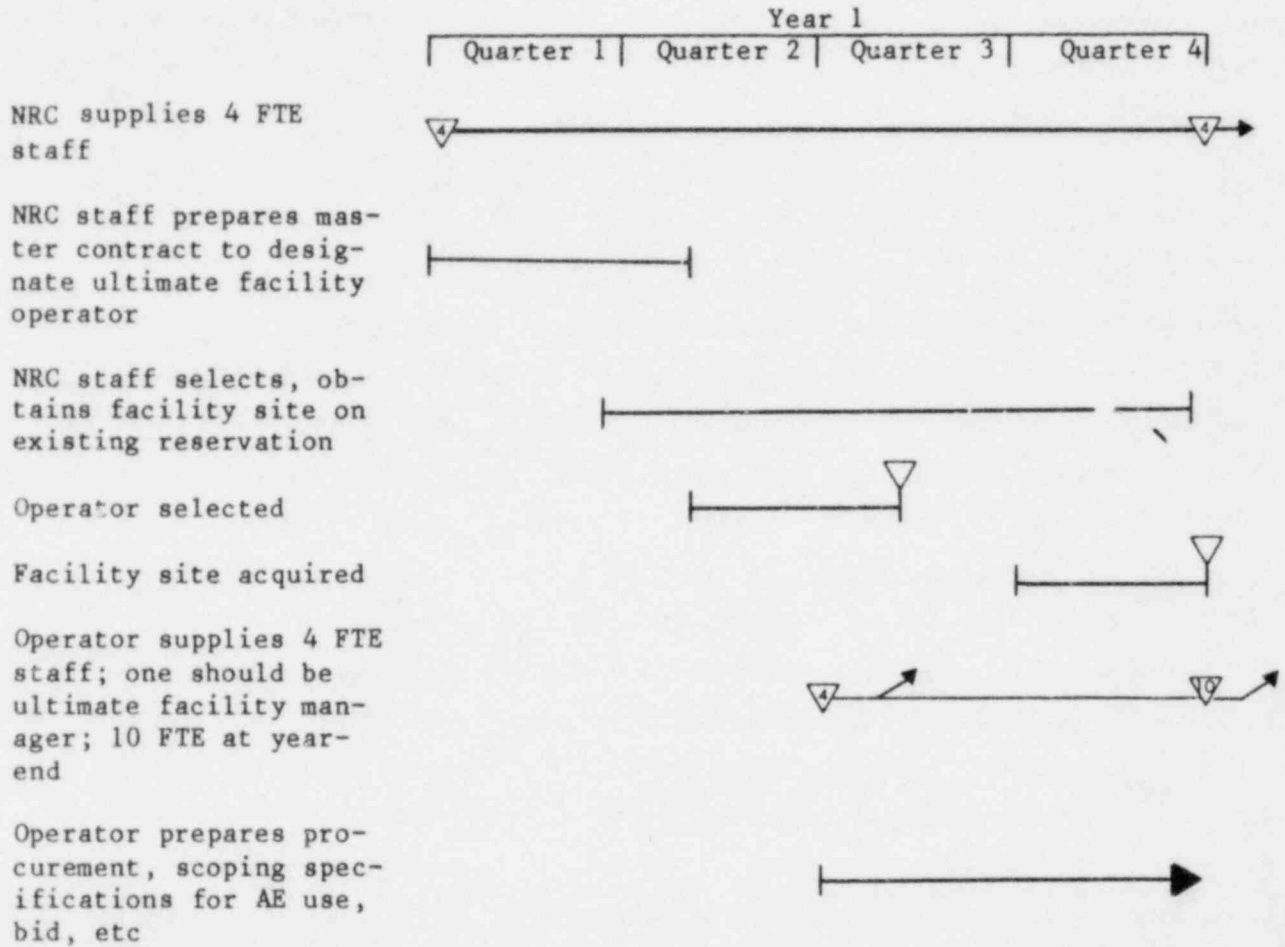 Year 1
Quarter 1 Quarter 2 Quarter 3 Quarter 4
NRC supplies 4 FTE
staff
4 4
NRC staff prepares mas-
ter contract to desig-
nate ultimate facility
operator
NRC staff selects, ob-
tains facility site on
existing reservation
Operator selected
Facility site acquired
Operator supplies 4 FTE
staff; one should be
ultimate facility man-
ager; 10 FTE at year-
end
4 10
Operator prepares pro-
curement, scoping spec-
ifications for AE use,
bid, etc